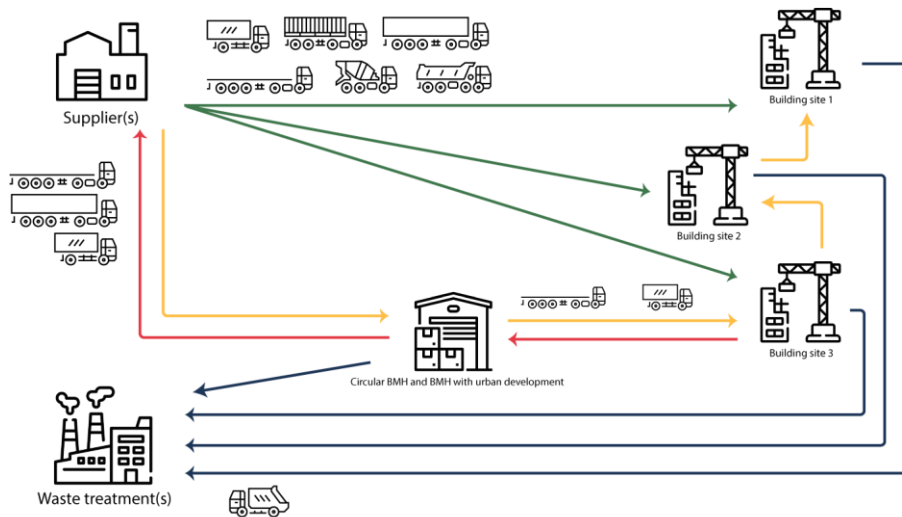 Supplier(s)
Building site 1
Building site 2
Building site 3
Circular BMH and BMH with urban development
Waste treatment(s)